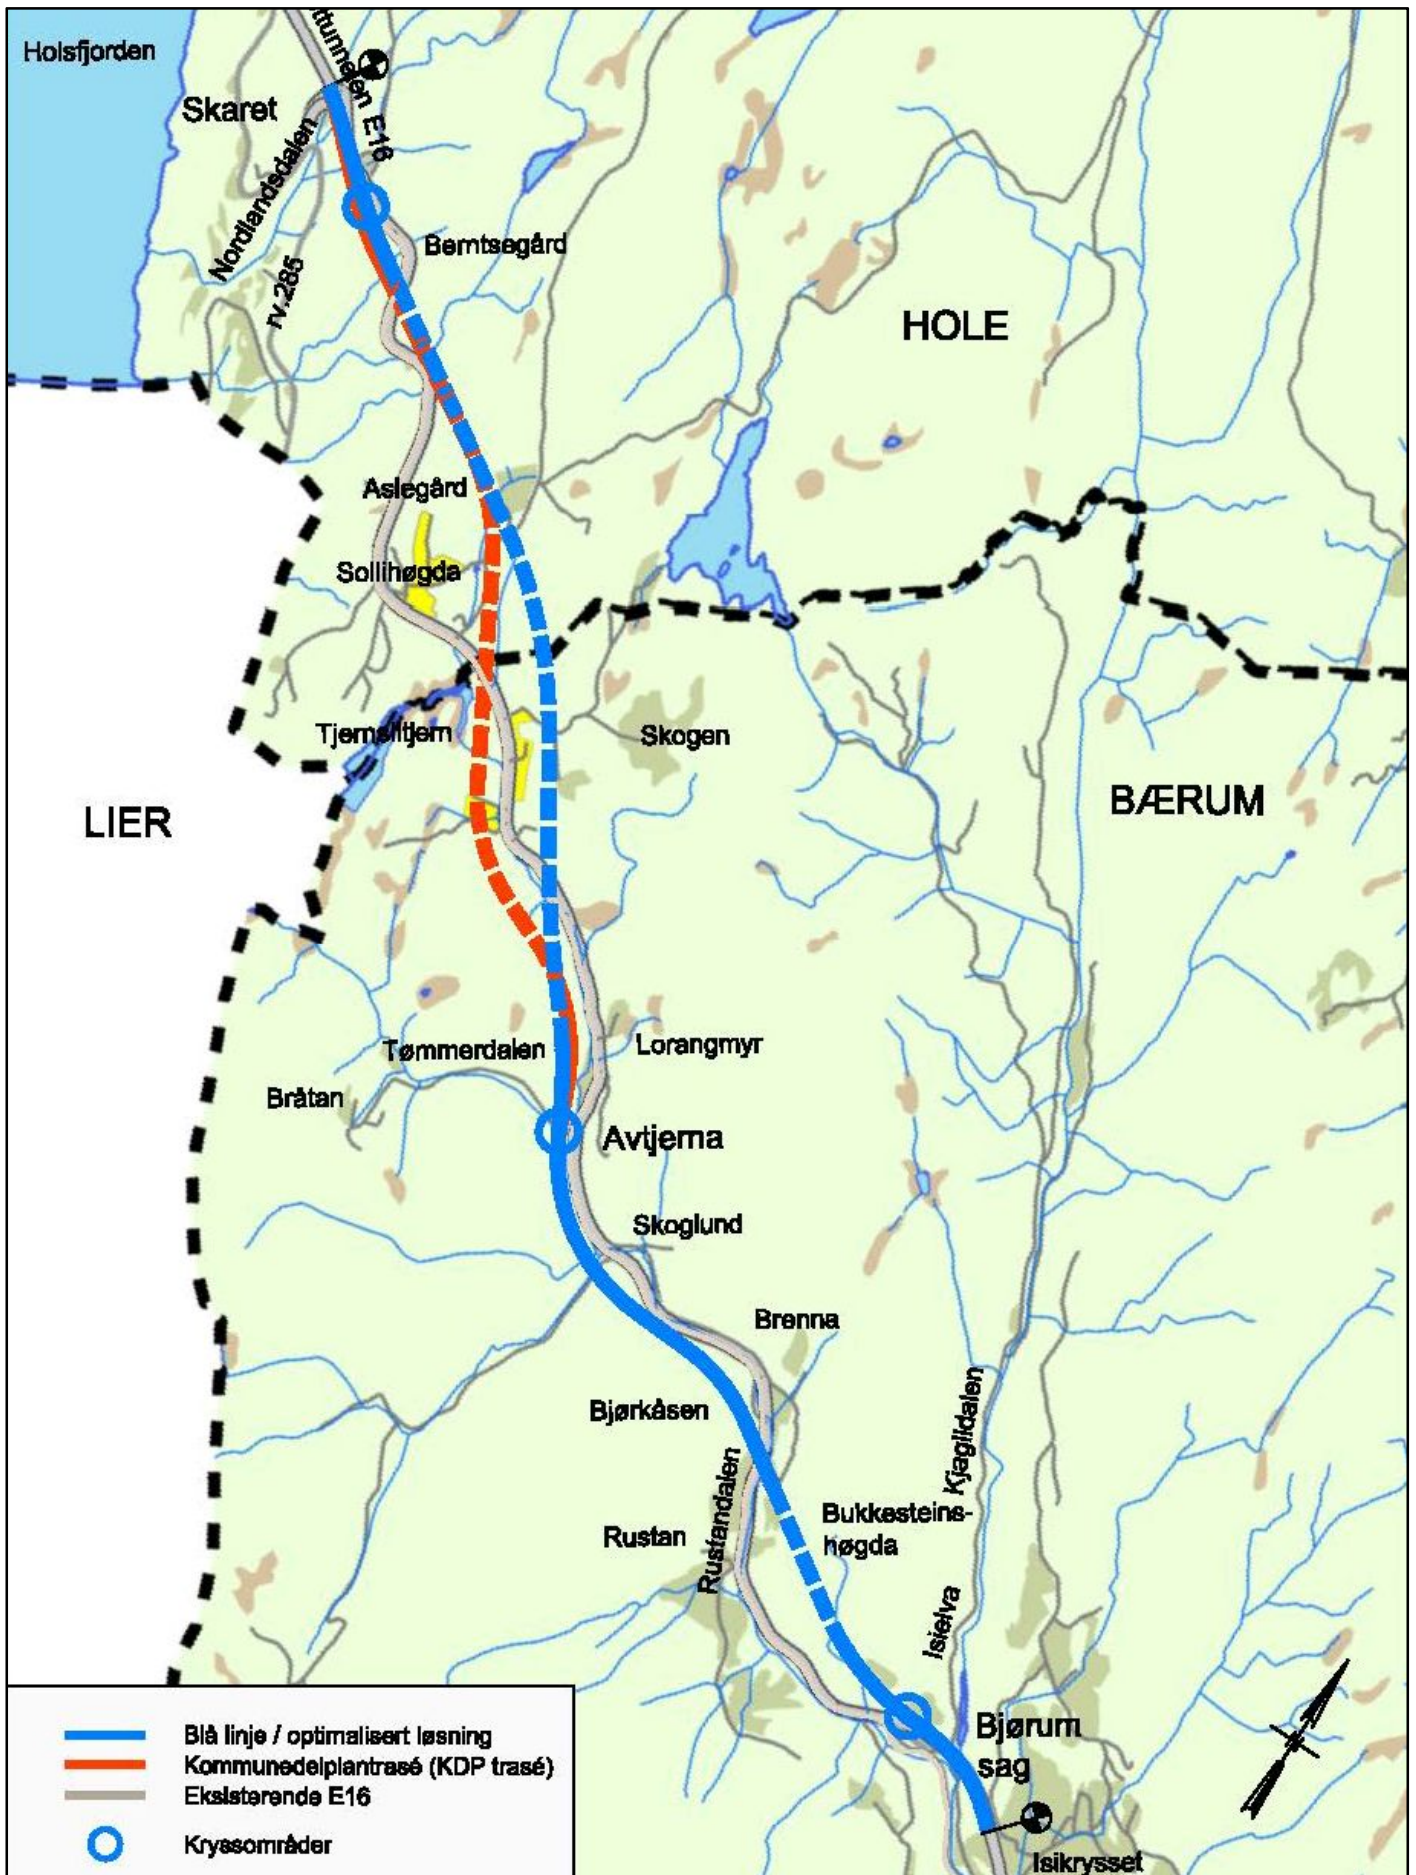 Holsfjorden
Skaret
ttunnelen E16
Nordlandsdalen
rv.285
Berntsegård
HOLE
Aslegård
Sollihøgda
Skogen
LIER
BÆRUM
Tømmerdalen
Lorangmyr
Bråtan
Avtjerna
Skoglund
Brenna
Bjørkåsen
Kjaglidalen
Rustandalen
Rustan
Bukkesteins-
høgda
Isielva
Bjørum
sag
Isikrysset
Blå linje / optimalisert løsning
Kommunedelplantrasé (KDP trasé)
Eksisterende E16
Kryssområder